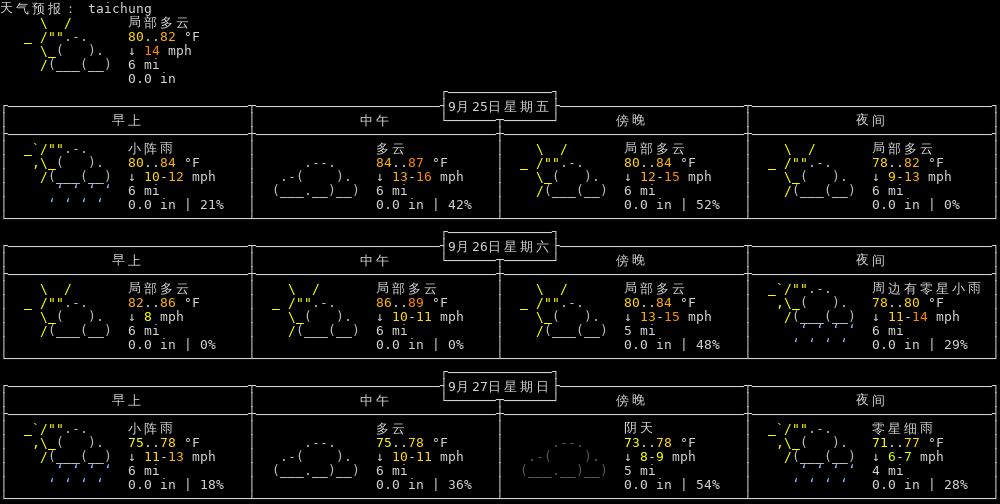 天气预报： taichung
局部多云
80..82 °F
↓ 14 mph
6 mi
0.0 in
9月25日星期五
早上 中午 傍晚 夜间
小阵雨 多云 局部多云 局部多云
80..84 °F 84..87 °F 80..84 °F 78..82 °F
↓ 10-12 mph ↓ 13-16 mph ↓ 12-15 mph ↓ 9-13 mph
6 mi 6 mi 6 mi 6 mi
0.0 in | 21% 0.0 in | 42% 0.0 in | 52% 0.0 in | 0%
9月26日星期六
早上 中午 傍晚 夜间
局部多云 局部多云 局部多云 周边有零星小雨
82..86 °F 86..89 °F 80..84 °F 78..80 °F
↓ 8 mph ↓ 10-11 mph ↓ 13-15 mph ↓ 11-14 mph
6 mi 6 mi 5 mi 6 mi
0.0 in | 0% 0.0 in | 0% 0.0 in | 48% 0.0 in | 29%
9月27日星期日
早上 中午 傍晚 夜间
小阵雨 多云 阴天 零星细雨
75..78 °F 75..78 °F 73..78 °F 71..77 °F
↓ 11-13 mph ↓ 10-11 mph ↓ 8-9 mph ↓ 6-7 mph
6 mi 6 mi 5 mi 4 mi
0.0 in | 18% 0.0 in | 36% 0.0 in | 54% 0.0 in | 28%